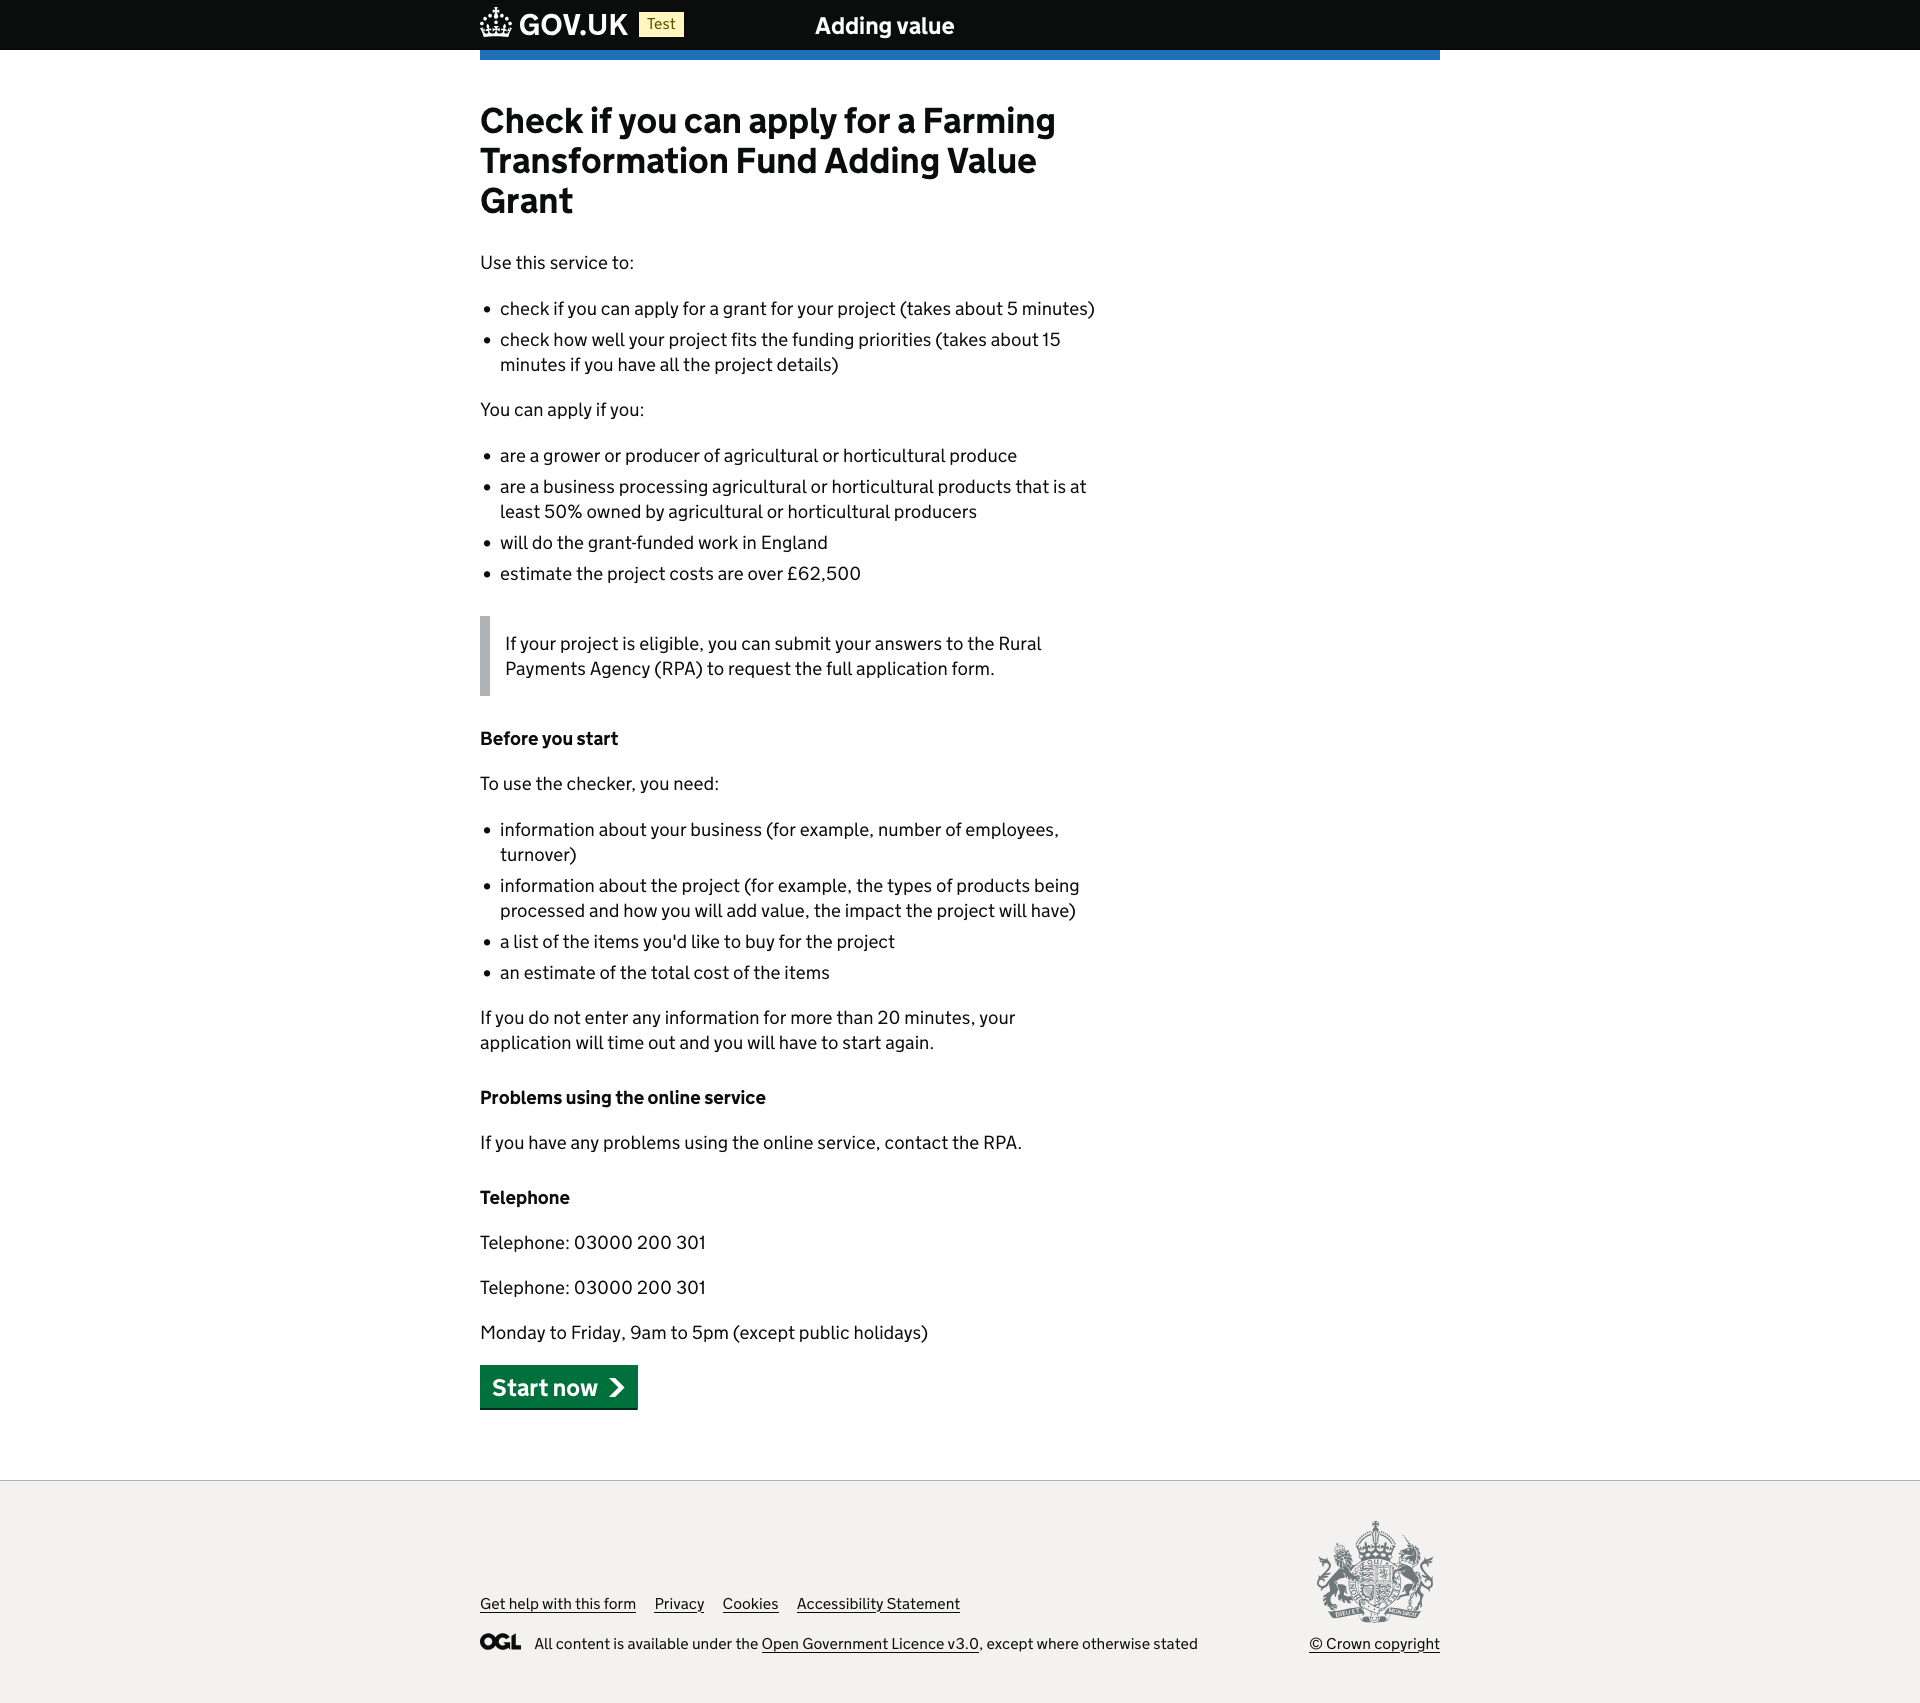 GOV.UK Test Adding value
Check if you can apply for a Farming
Transformation Fund Adding Value
Grant
Use this service to:
• check if you can apply for a grant for your project (takes about 5 minutes)
• check how well your project fits the funding priorities (takes about 15
minutes if you have all the project details)
You can apply if you:
• are a grower or producer of agricultural or horticultural produce
• are a business processing agricultural or horticultural products that is at
least 50% owned by agricultural or horticultural producers
• will do the grant-funded work in England
• estimate the project costs are over £62,500
If your project is eligible, you can submit your answers to the Rural
Payments Agency (RPA) to request the full application form.
Before you start
To use the checker, you need:
• information about your business (for example, number of employees,
turnover)
• information about the project (for example, the types of products being
processed and how you will add value, the impact the project will have)
• a list of the items you'd like to buy for the project
• an estimate of the total cost of the items
If you do not enter any information for more than 20 minutes, your
application will time out and you will have to start again.
Problems using the online service
If you have any problems using the online service, contact the RPA.
Telephone
Telephone: 03000 200 301
Telephone: 03000 200 301
Monday to Friday, 9am to 5pm (except public holidays)
Start now
Get help with this form Privacy Cookies Accessibility Statement
OGL All content is available under the Open Government Licence v3.0, except where otherwise stated
© Crown copyright